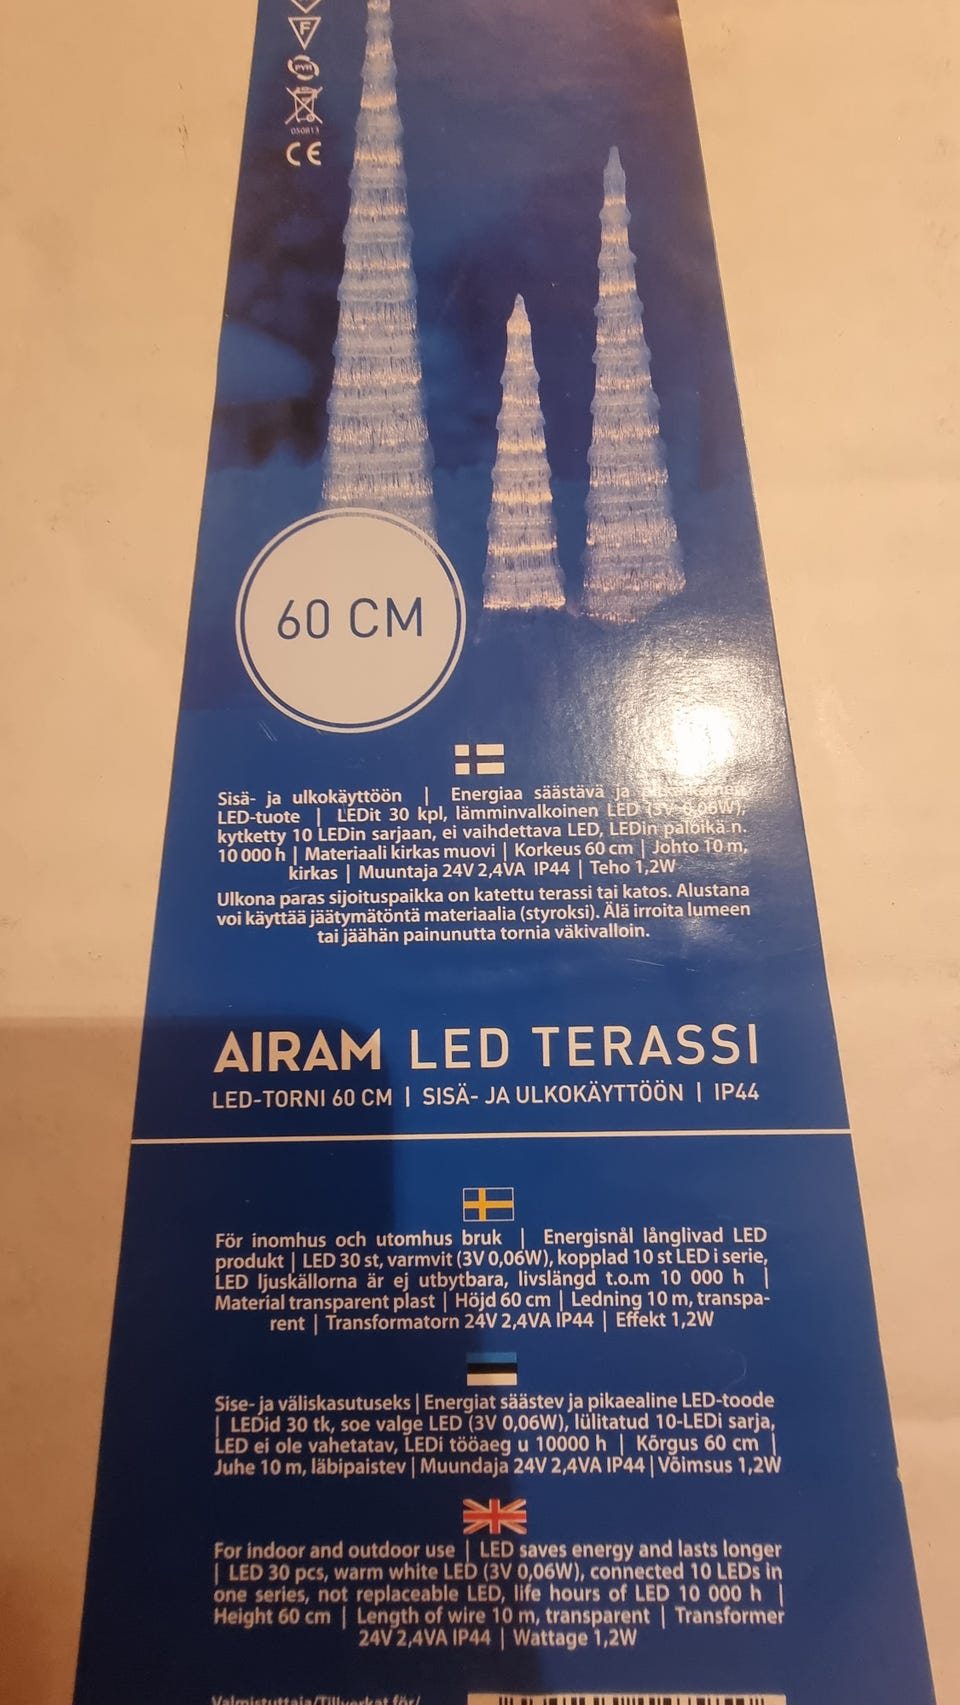 F
PYR
050813
CE
60 CM
Sisä- ja ulkokäyttöön | Energiaa säästävä ja
LED-tuote | LEDit 30 kpl, lämminvalkoinen LED (3V 0,06W),
kytketty 10 LEDin sarjaan, ei vaihdettava LED, LEDin paloikä n.
10 000 h | Materiaali kirkas muovi | Korkeus 60 cm | Johto 10 m,
kirkas | Muuntaja 24V 2,4VA IP44 | Teho 1,2W
Ulkona paras sijoituspaikka on katettu terassi tai katos. Alustana
voi käyttää jäätymätöntä materiaalia (styroksi). Älä irroita lumeen
tai jäähän painunutta tornia väkivalloin.
AIRAM LED TERASSI
LED-TORNI 60 CM | SISÄ- JA ULKOKÄYTTÖÖN | IP44
För inomhus och utomhus bruk | Energisnål långlivad LED
produkt | LED 30 st, varmvit (3V 0,06W), kopplad 10 st LED i serie,
LED ljuskällorna är ej utbytbara, livslängd t.o.m 10 000 h |
Material transparent plast | Höjd 60 cm | Ledning 10 m, transpa-
rent | Transformatorn 24V 2,4VA IP44 | Effekt 1,2W
Sise- ja väliskasutuseks | Energiat säästev ja pikaealine LED-toode
| LEDid 30 tk, soe valge LED (3V 0,06W), lülitatud 10-LEDi sarja,
LED ei ole vahetatav, LEDi tööaeg u 10000 h | Kõrgus 60 cm |
Juhe 10 m, läbipaistev | Muundaja 24V 2,4VA IP44 | Võimsus 1,2W
For indoor and outdoor use | LED saves energy and lasts longer
| LED 30 pcs, warm white LED (3V 0,06W), connected 10 LEDs in
one series, not replaceable LED, life hours of LED 10 000 h |
Height 60 cm | Length of wire 10 m, transparent | Transformer
24V 2,4VA IP44 | Wattage 1,2W
Valmistuttaja/Tillverkat för/